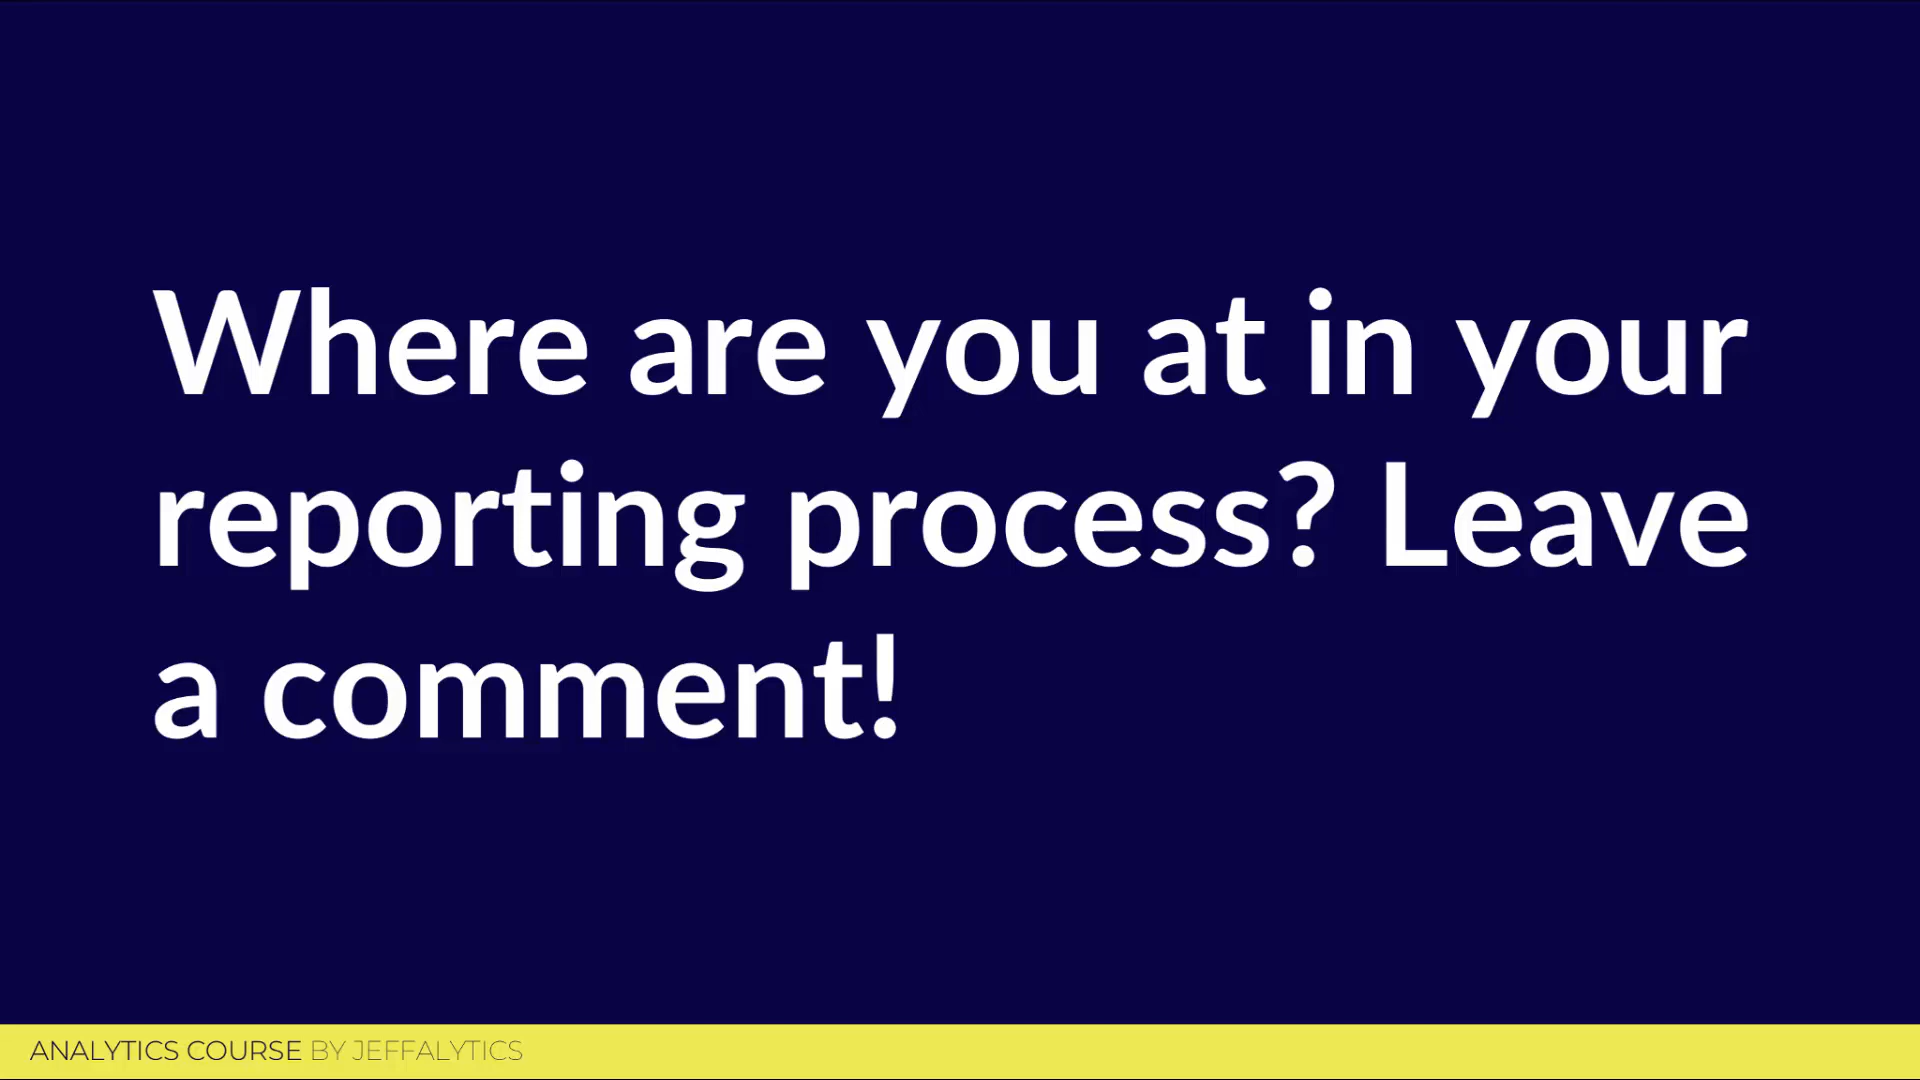 Where are you at in your
reporting process? Leave
a comment!
ANALYTICS COURSE BY JEFFALYTICS